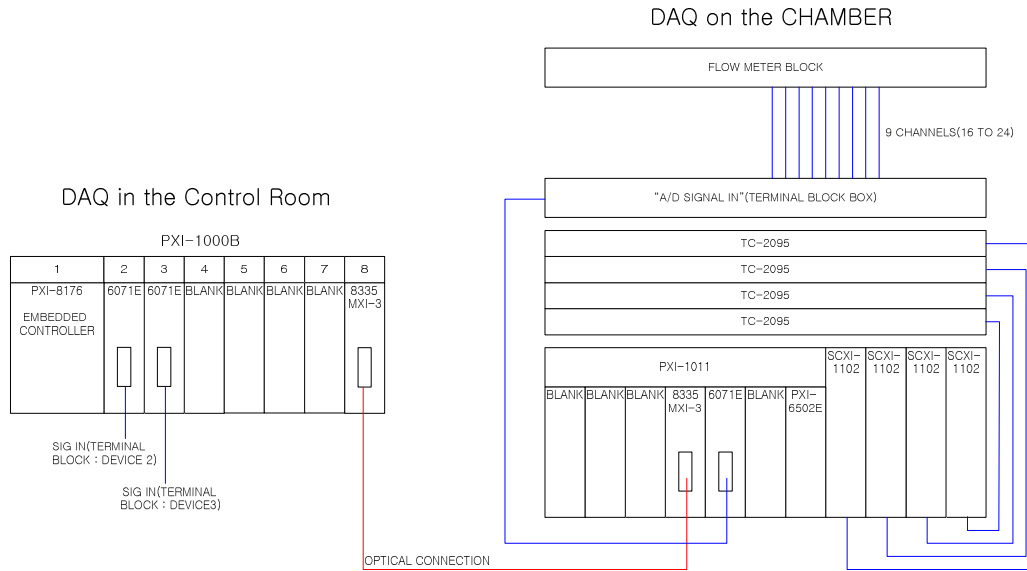 DAQ on the CHAMBER
FLOW METER BLOCK
9 CHANNELS(16 TO 24)
"A/D SIGNAL IN"(TERMINAL BLOCK BOX)
TC-2095
TC-2095
TC-2095
TC-2095
PXI-1011
SCXI-
1102
SCXI-
1102
SCXI-
1102
SCXI-
1102
BLANK
BLANK
BLANK
8335
MXI-3
6071E
BLANK
PXI-
6502E
DAQ in the Control Room
PXI-1000B
1
2
3
4
5
6
7
8
PXI-8176
EMBEDDED
CONTROLLER
6071E
6071E
BLANK
BLANK
BLANK
BLANK
8335
MXI-3
SIG IN(TERMINAL
BLOCK : DEVICE 2)
SIG IN(TERMINAL
BLOCK : DEVICE3)
OPTICAL CONNECTION